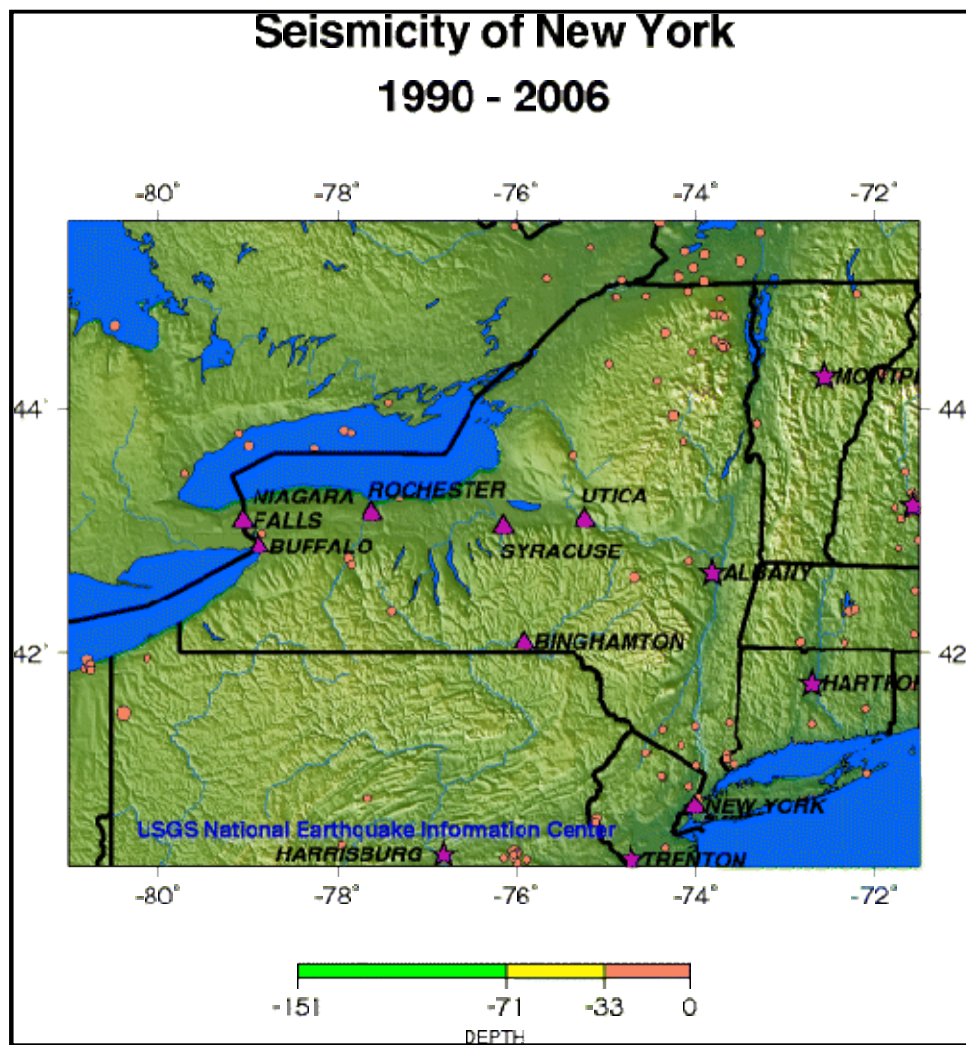 Seismicity of New York
1990 - 2006
-80° -78° -76° -74° -72°
MONTPE
44 44
NIAGARA ROCHESTER UTICA
FALLS
BUFFALO SYRACUSE
ALBANY
BINGHAMTON
42 42
HARTFOR
NEW YORK
USGS National Earthquake Information Center
HARRISBURG TRENTON
-80° -78° -76° -74° -72°
-151 -71 -33 0
DEPTH